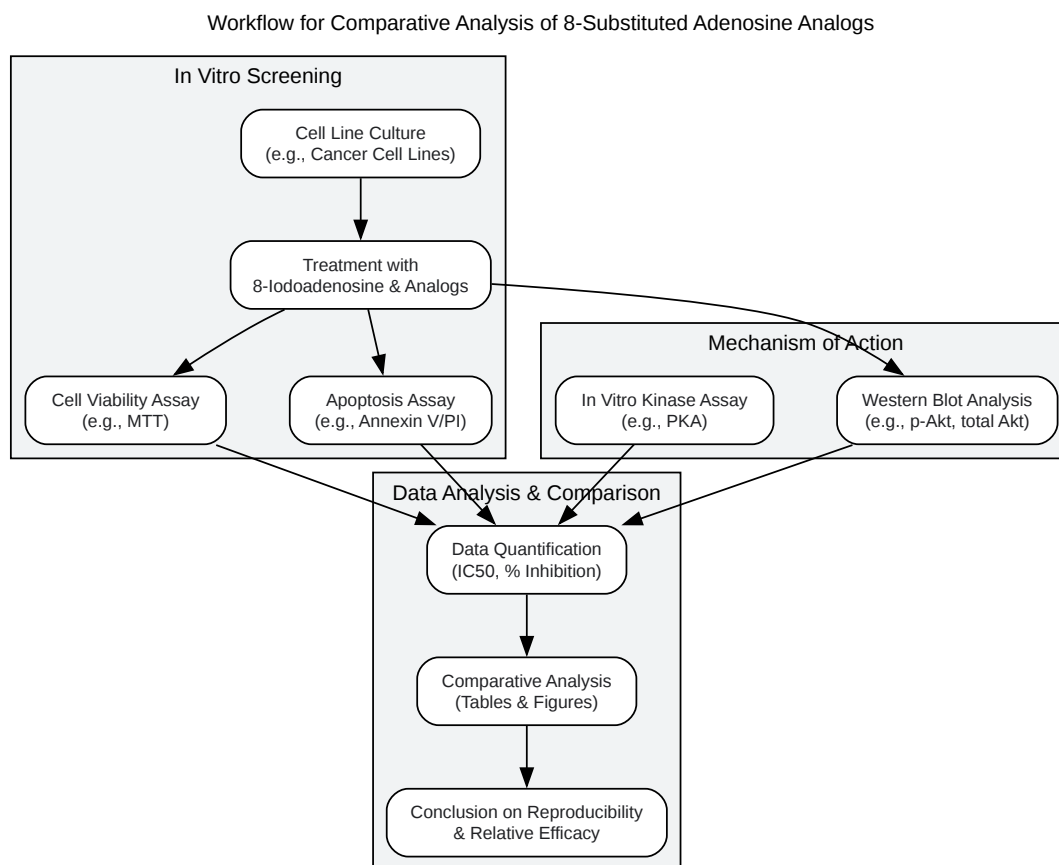 Workflow for Comparative Analysis of 8-Substituted Adenosine Analogs
In Vitro Screening
Cell Line Culture
(e.g., Cancer Cell Lines)
Treatment with
8-Iodoadenosine & Analogs
Mechanism of Action
Cell Viability Assay
(e.g., MTT)
Apoptosis Assay
(e.g., Annexin V/PI)
In Vitro Kinase Assay
(e.g., PKA)
Western Blot Analysis
(e.g., p-Akt, total Akt)
Data Analysis & Comparison
Data Quantification
(IC50, % Inhibition)
Comparative Analysis
(Tables & Figures)
Conclusion on Reproducibility
& Relative Efficacy